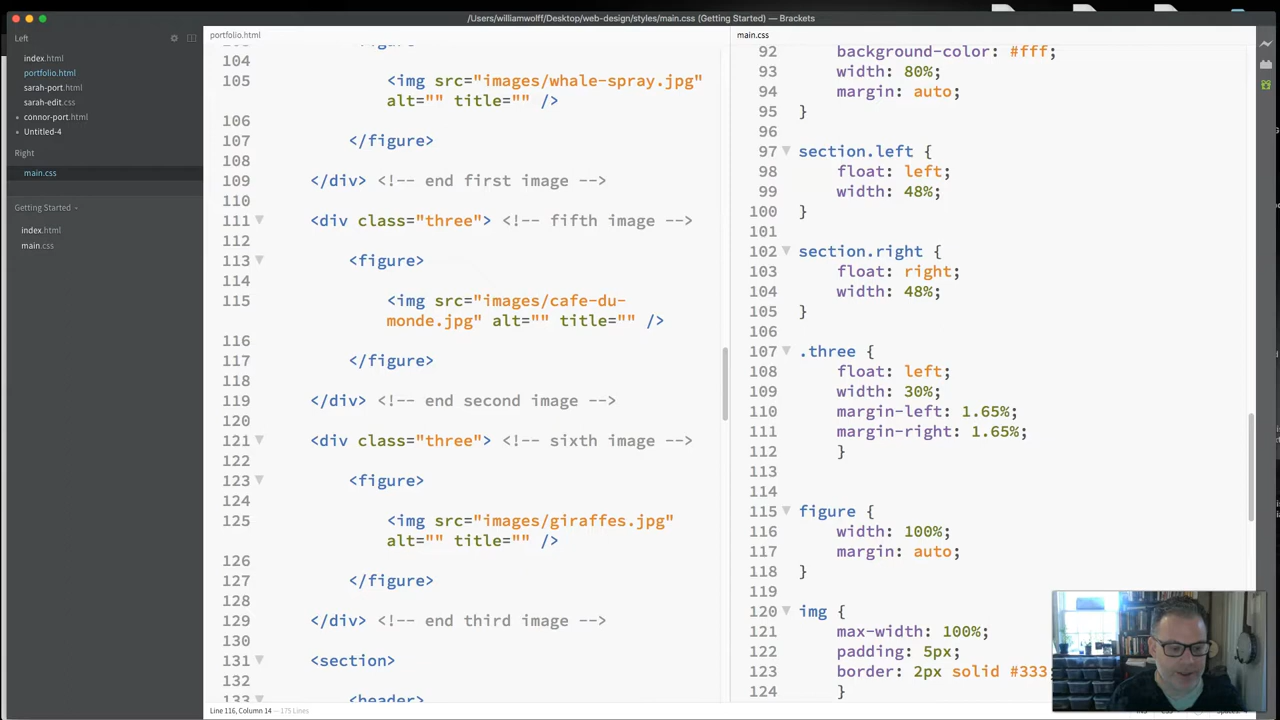 /Users/williamwolff/Desktop/web-design/styles/main.css (Getting Started) — Brackets
Left
index.html
portfolio.html
sarah-port.html
sarah-edit.css
connor-port.html
Untitled-4
Right
main.css
Getting Started
index.html
main.css
portfolio.html
104
105 <img src="images/whale-spray.jpg"
alt="" title="" />
106
107 </figure>
108
109 </div> <!-- end first image -->
110
111 <div class="three"> <!-- fifth image -->
112
113 <figure>
114
115 <img src="images/cafe-du-
monde.jpg" alt="" title="" />
116
117 </figure>
118
119 </div> <!-- end second image -->
120
121 <div class="three"> <!-- sixth image -->
122
123 <figure>
124
125 <img src="images/giraffes.jpg"
alt="" title="" />
126
127 </figure>
128
129 </div> <!-- end third image -->
130
131 <section>
132
133 <header>
Line 116, Column 14 — 175 Lines
main.css
92 background-color: #fff;
93 width: 80%;
94 margin: auto;
95 }
96
97 section.left {
98 float: left;
99 width: 48%;
100 }
101
102 section.right {
103 float: right;
104 width: 48%;
105 }
106
107 .three {
108 float: left;
109 width: 30%;
110 margin-left: 1.65%;
111 margin-right: 1.65%;
112 }
113
114
115 figure {
116 width: 100%;
117 margin: auto;
118 }
119
120 img {
121 max-width: 100%;
122 padding: 5px;
123 border: 2px solid #333
124 }